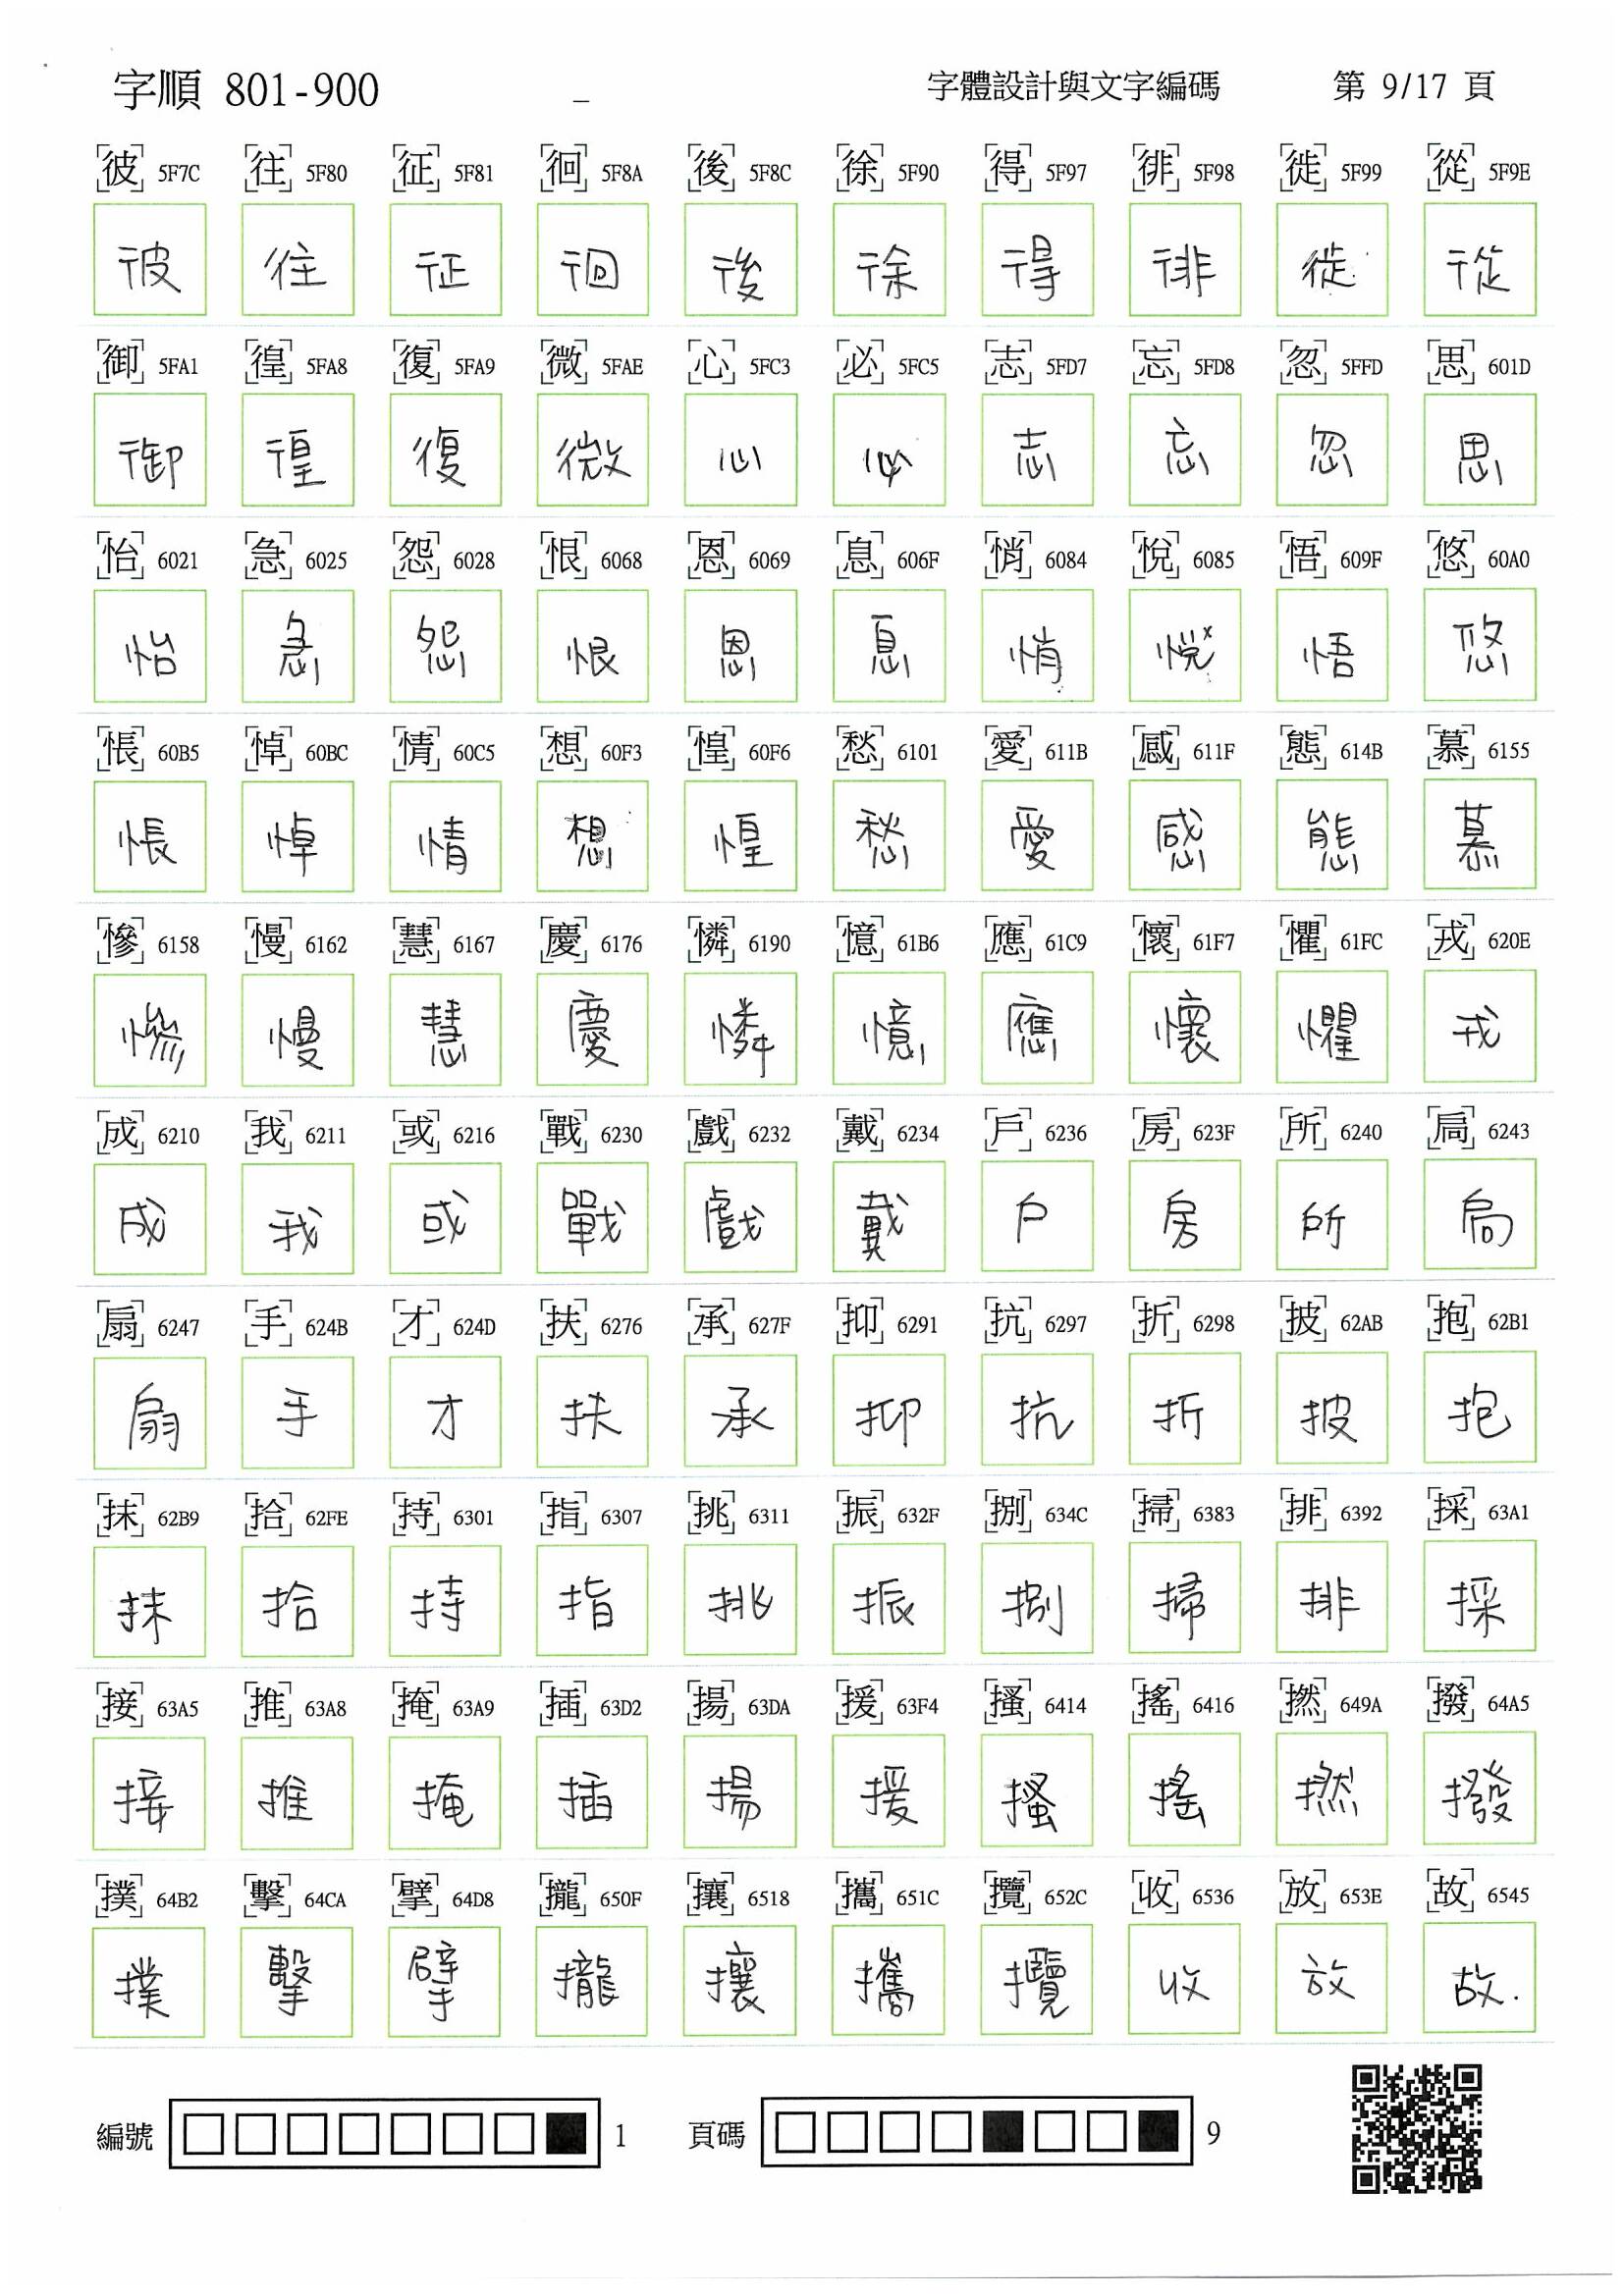 字順 801-900 字體設計與文字編碼 第 9/17 頁
彼 5F7C 往 5F80 征 5F81 徊 5F8A 後 5F8C 徐 5F90 得 5F97 徘 5F98 徙 5F99 從 5F9E
彼 往 征 徊 後 徐 得 徘 徙 從
御 5FA1 徨 5FA8 復 5FA9 微 5FAE 心 5FC3 必 5FC5 志 5FD7 忘 5FD8 忽 5FFD 思 601D
御 徨 復 微 心 必 志 忘 忽 思
怡 6021 急 6025 怨 6028 恨 6068 恩 6069 息 606F 悄 6084 悅 6085 悟 609F 悠 60A0
怡 急 怨 恨 恩 息 悄 悅 悟 悠
悵 60B5 悼 60BC 情 60C5 想 60F3 惶 60F6 愁 6101 愛 611B 感 611F 態 614B 慕 6155
悵 悼 情 想 惶 愁 愛 感 態 慕
慘 6158 慢 6162 慧 6167 慶 6176 憐 6190 憶 61B6 應 61C9 懷 61F7 懼 61FC 戎 620E
慘 慢 慧 慶 憐 憶 應 懷 懼 戎
成 6210 我 6211 或 6216 戰 6230 戲 6232 戴 6234 戶 6236 房 623F 所 6240 扃 6243
成 我 或 戰 戲 戴 戶 房 所 扃
扇 6247 手 624B 才 624D 扶 6276 承 627F 抑 6291 抗 6297 折 6298 披 62AB 抱 62B1
扇 手 才 扶 承 抑 抗 折 披 抱
抹 62B9 拾 62FE 持 6301 指 6307 挑 6311 振 632F 捌 634C 掃 6383 排 6392 採 63A1
抹 拾 持 指 挑 振 捌 掃 排 採
接 63A5 推 63A8 掩 63A9 插 63D2 揚 63DA 援 63F4 搔 6414 搖 6416 撚 649A 撥 64A5
接 推 掩 插 揚 援 搔 搖 撚 撥
撲 64B2 擊 64CA 擘 64D8 攏 650F 攘 6518 攜 651C 攬 652C 收 6536 放 653E 故 6545
撲 擊 擘 攏 攘 攜 攬 收 放 故
編號 1 頁碼 9